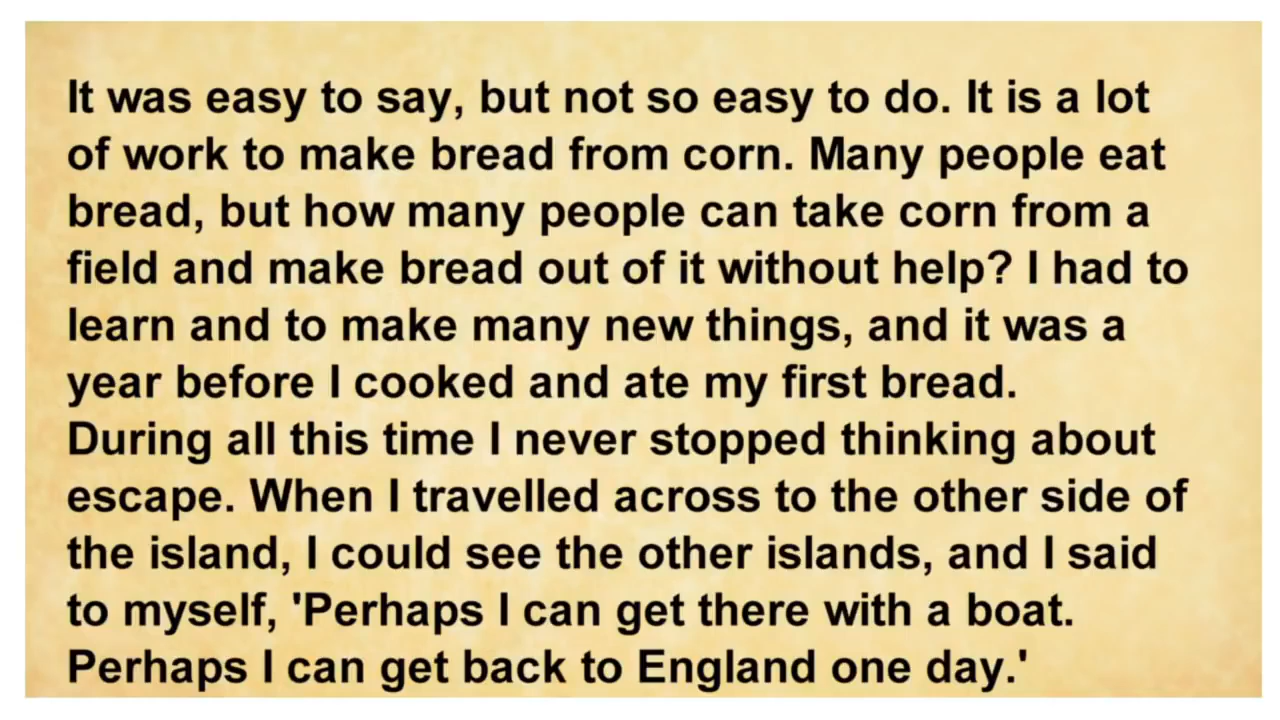 It was easy to say, but not so easy to do. It is a lot
of work to make bread from corn. Many people eat
bread, but how many people can take corn from a
field and make bread out of it without help? I had to
learn and to make many new things, and it was a
year before I cooked and ate my first bread.
During all this time I never stopped thinking about
escape. When I travelled across to the other side of
the island, I could see the other islands, and I said
to myself, 'Perhaps I can get there with a boat.
Perhaps I can get back to England one day.'